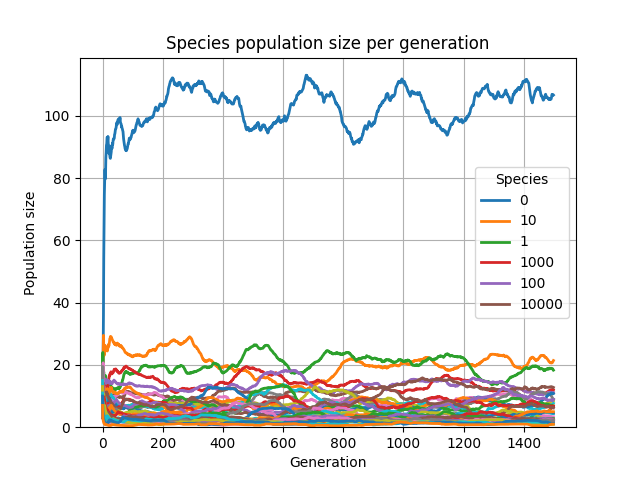 Species population size per generation
Population size
100
80
60
40
20
0
Species
0
10
1
1000
100
10000
0 200 400 600 800 1000 1200 1400
Generation